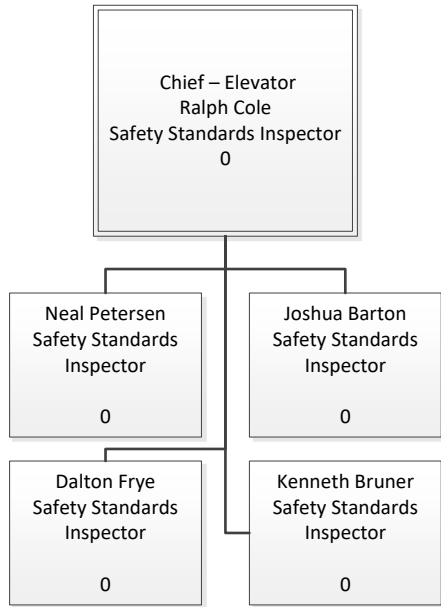 Chief – Elevator
Ralph Cole
Safety Standards Inspector
0
Neal Petersen
Safety Standards
Inspector
0
Joshua Barton
Safety Standards
Inspector
0
Dalton Frye
Safety Standards
Inspector
0
Kenneth Bruner
Safety Standards
Inspector
0